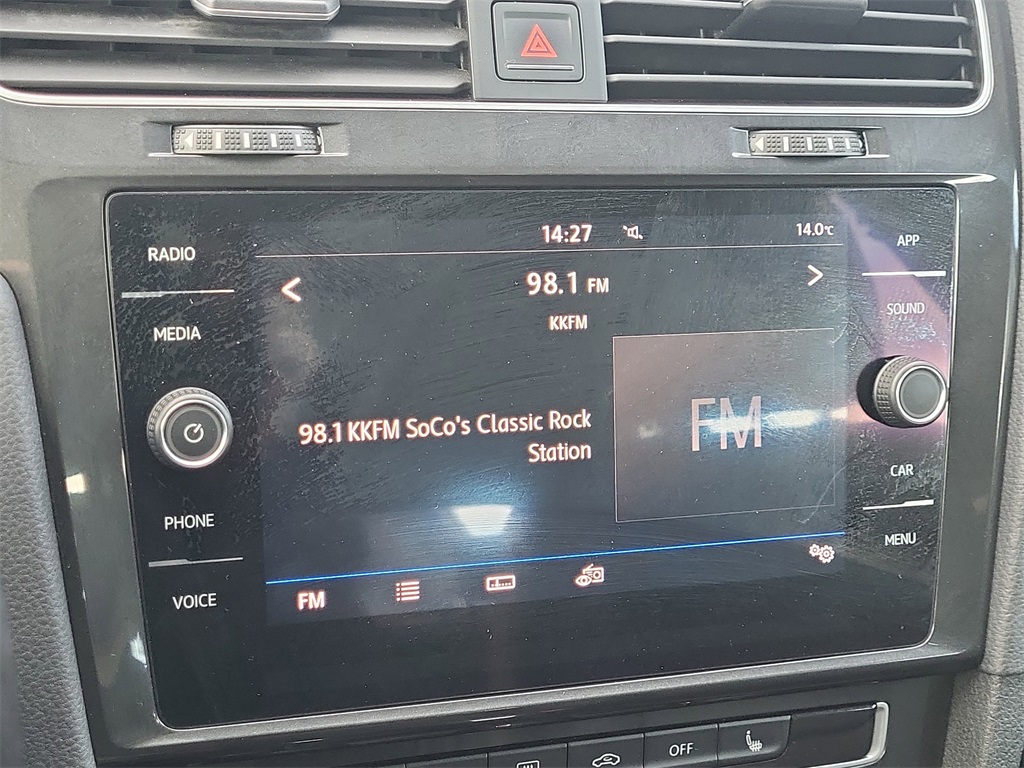 14:27
14.0°C
RADIO
APP
98.1 FM
SOUND
MEDIA
KKFM
98.1 KKFM SoCo's Classic Rock
Station
FM
CAR
PHONE
MENU
VOICE
FM
OFF